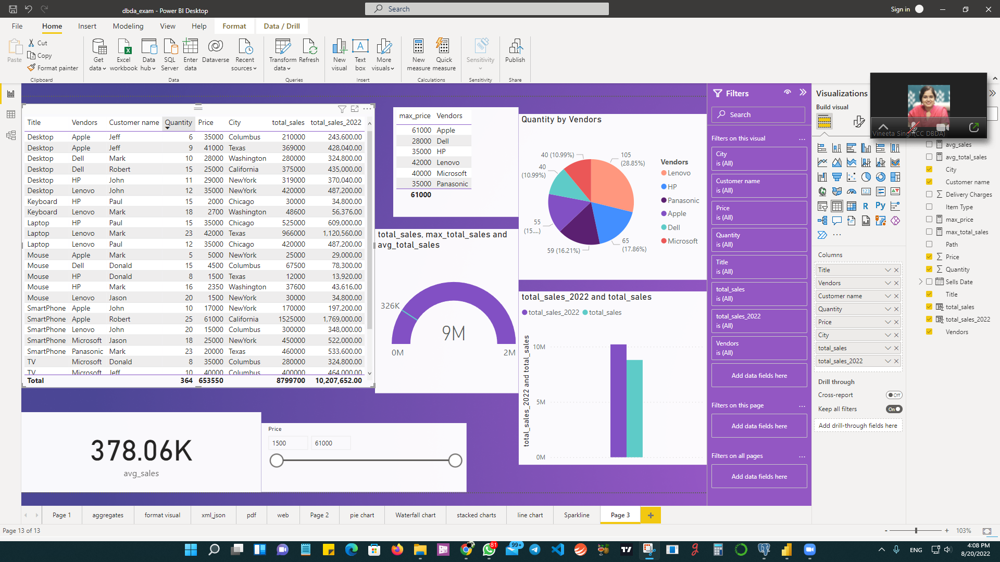 dbda_exam - Power BI Desktop
Search
Sign in
File Home Insert Modeling View Help Format Data / Drill
Paste
Cut
Copy
Format painter
Clipboard
Get data
Excel workbook
Data hub
SQL Server
Enter data
Dataverse
Recent sources
Data
Transform data
Refresh
Queries
New visual
Text box
More visuals
Insert
New measure
Quick measure
Calculations
Sensitivity
Sensitivity
Publish
Share
Title Vendors Customer name Quantity Price City total_sales total_sales_2022
Desktop Apple Jeff 6 35000 Columbus 210000 243,600.00
Desktop Apple Jeff 9 41000 Texas 369000 428,040.00
Desktop Dell Mark 10 28000 Washington 280000 324,800.00
Desktop Dell Robert 15 25000 California 375000 435,000.00
Desktop HP John 11 29000 NewYork 319000 370,040.00
Desktop Lenovo John 12 35000 NewYork 420000 487,200.00
Keyboard HP Paul 15 2000 Chicago 30000 34,800.00
Keyboard Lenovo Mark 18 2700 Washington 48600 56,376.00
Laptop HP Paul 15 35000 Chicago 525000 609,000.00
Laptop Lenovo Mark 23 42000 Texas 966000 1,120,560.00
Laptop Lenovo Paul 12 35000 Chicago 420000 487,200.00
Mouse Apple Mark 5 5000 NewYork 25000 29,000.00
Mouse Dell Donald 15 4500 Columbus 67500 78,300.00
Mouse HP Donald 8 1500 Texas 12000 13,920.00
Mouse HP Mark 16 2350 Washington 37600 43,616.00
Mouse Lenovo Jason 20 1500 NewYork 30000 34,800.00
SmartPhone Apple John 10 17000 NewYork 170000 197,200.00
SmartPhone Apple Robert 25 61000 California 1525000 1,769,000.00
SmartPhone Lenovo John 20 15000 Columbus 300000 348,000.00
SmartPhone Microsoft Jason 18 25000 NewYork 450000 522,000.00
SmartPhone Panasonic Mark 23 20000 Texas 460000 533,600.00
TV Microsoft Donald 8 35000 Columbus 280000 324,800.00
TV Microsoft Jeff 10 40000 Columbus 400000 464,000.00
Total 364 653550 8799700 10,207,652.00
max_price Vendors
61000 Apple
28000 Dell
35000 HP
42000 Lenovo
40000 Microsoft
35000 Panasonic
61000
total_sales, max_total_sales and
avg_total_sales
326K
9M
0M 2M
Quantity by Vendors
105
(28.85%)
65
(17.86%)
59 (16.21%)
55
(15....)
40
(10.99%)
40 (10.99%)
Vendors
Lenovo
HP
Panasonic
Apple
Dell
Microsoft
total_sales_2022 and total_sales
total_sales_2022 total_sales
total_sales_2022 and total_sales
10M
5M
0M
378.06K
avg_sales
Price
1500 61000
Filters
Search
Filters on this visual ...
City
is (All)
Customer name
is (All)
Price
is (All)
Quantity
is (All)
Title
is (All)
total_sales
is (All)
total_sales_2022
is (All)
Vendors
is (All)
Add data fields here
Filters on this page ...
Add data fields here
Filters on all pages ...
Add data fields here
Visualizations
Build visual
R
Py
...
Columns
Title
Vendors
Customer name
Quantity
Price
City
total_sales
total_sales_2022
Drill through
Cross-report Off
Keep all filters On
Add drill-through fields here
Vineeta Singh(CC DBDA)
avg_sales
avg_total_sales
City
Customer name
Delivery Charges
Item Type
max_price
max_total_sales
Path
Price
Quantity
Sells Date
Title
total_sales
total_sales_2022
Vendors
Page 1 aggregates format visual xml_json pdf web Page 2 pie chart Waterfall chart stacked charts line chart Sparkline Page 3
Page 13 of 13
103%
81
99+
ENG
4:08 PM
8/20/2022